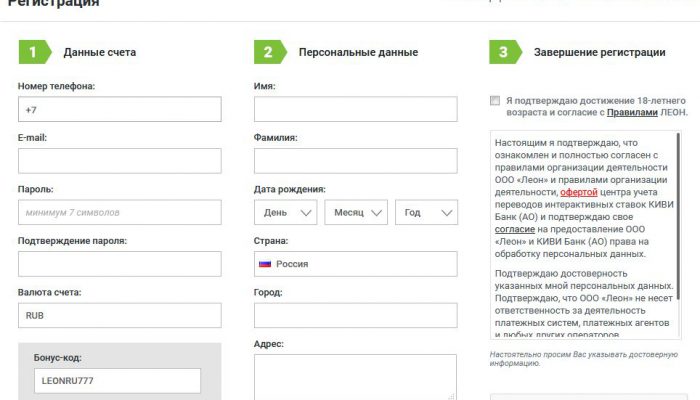 Регистрация
1 Данные счета
Номер телефона:
+7
E-mail:
Пароль:
минимум 7 символов
Подтверждение пароля:
Валюта счета:
RUB
Бонус-код:
LEONRU777
2 Персональные данные
Имя:
Фамилия:
Дата рождения:
День Месяц Год
Страна:
Россия
Город:
Адрес:
3 Завершение регистрации
Я подтверждаю достижение 18-летнего
возраста и согласие с Правилами ЛЕОН.
Настоящим я подтверждаю, что
ознакомлен и полностью согласен с
правилами организации деятельности
ООО «Леон» и правилами организации
деятельности, офертой центра учета
переводов интерактивных ставок КИВИ
Банк (АО) и подтверждаю свое
согласие на предоставление ООО
«Леон» и КИВИ Банк (АО) права на
обработку персональных данных.
Подтверждаю достоверность
указанных мной персональных данных.
Подтверждаю, что ООО «Леон» не несет
ответственность за деятельность
платежных систем, платежных агентов
и любых других операторов
Настоятельно просим Вас указывать достоверную
информацию.